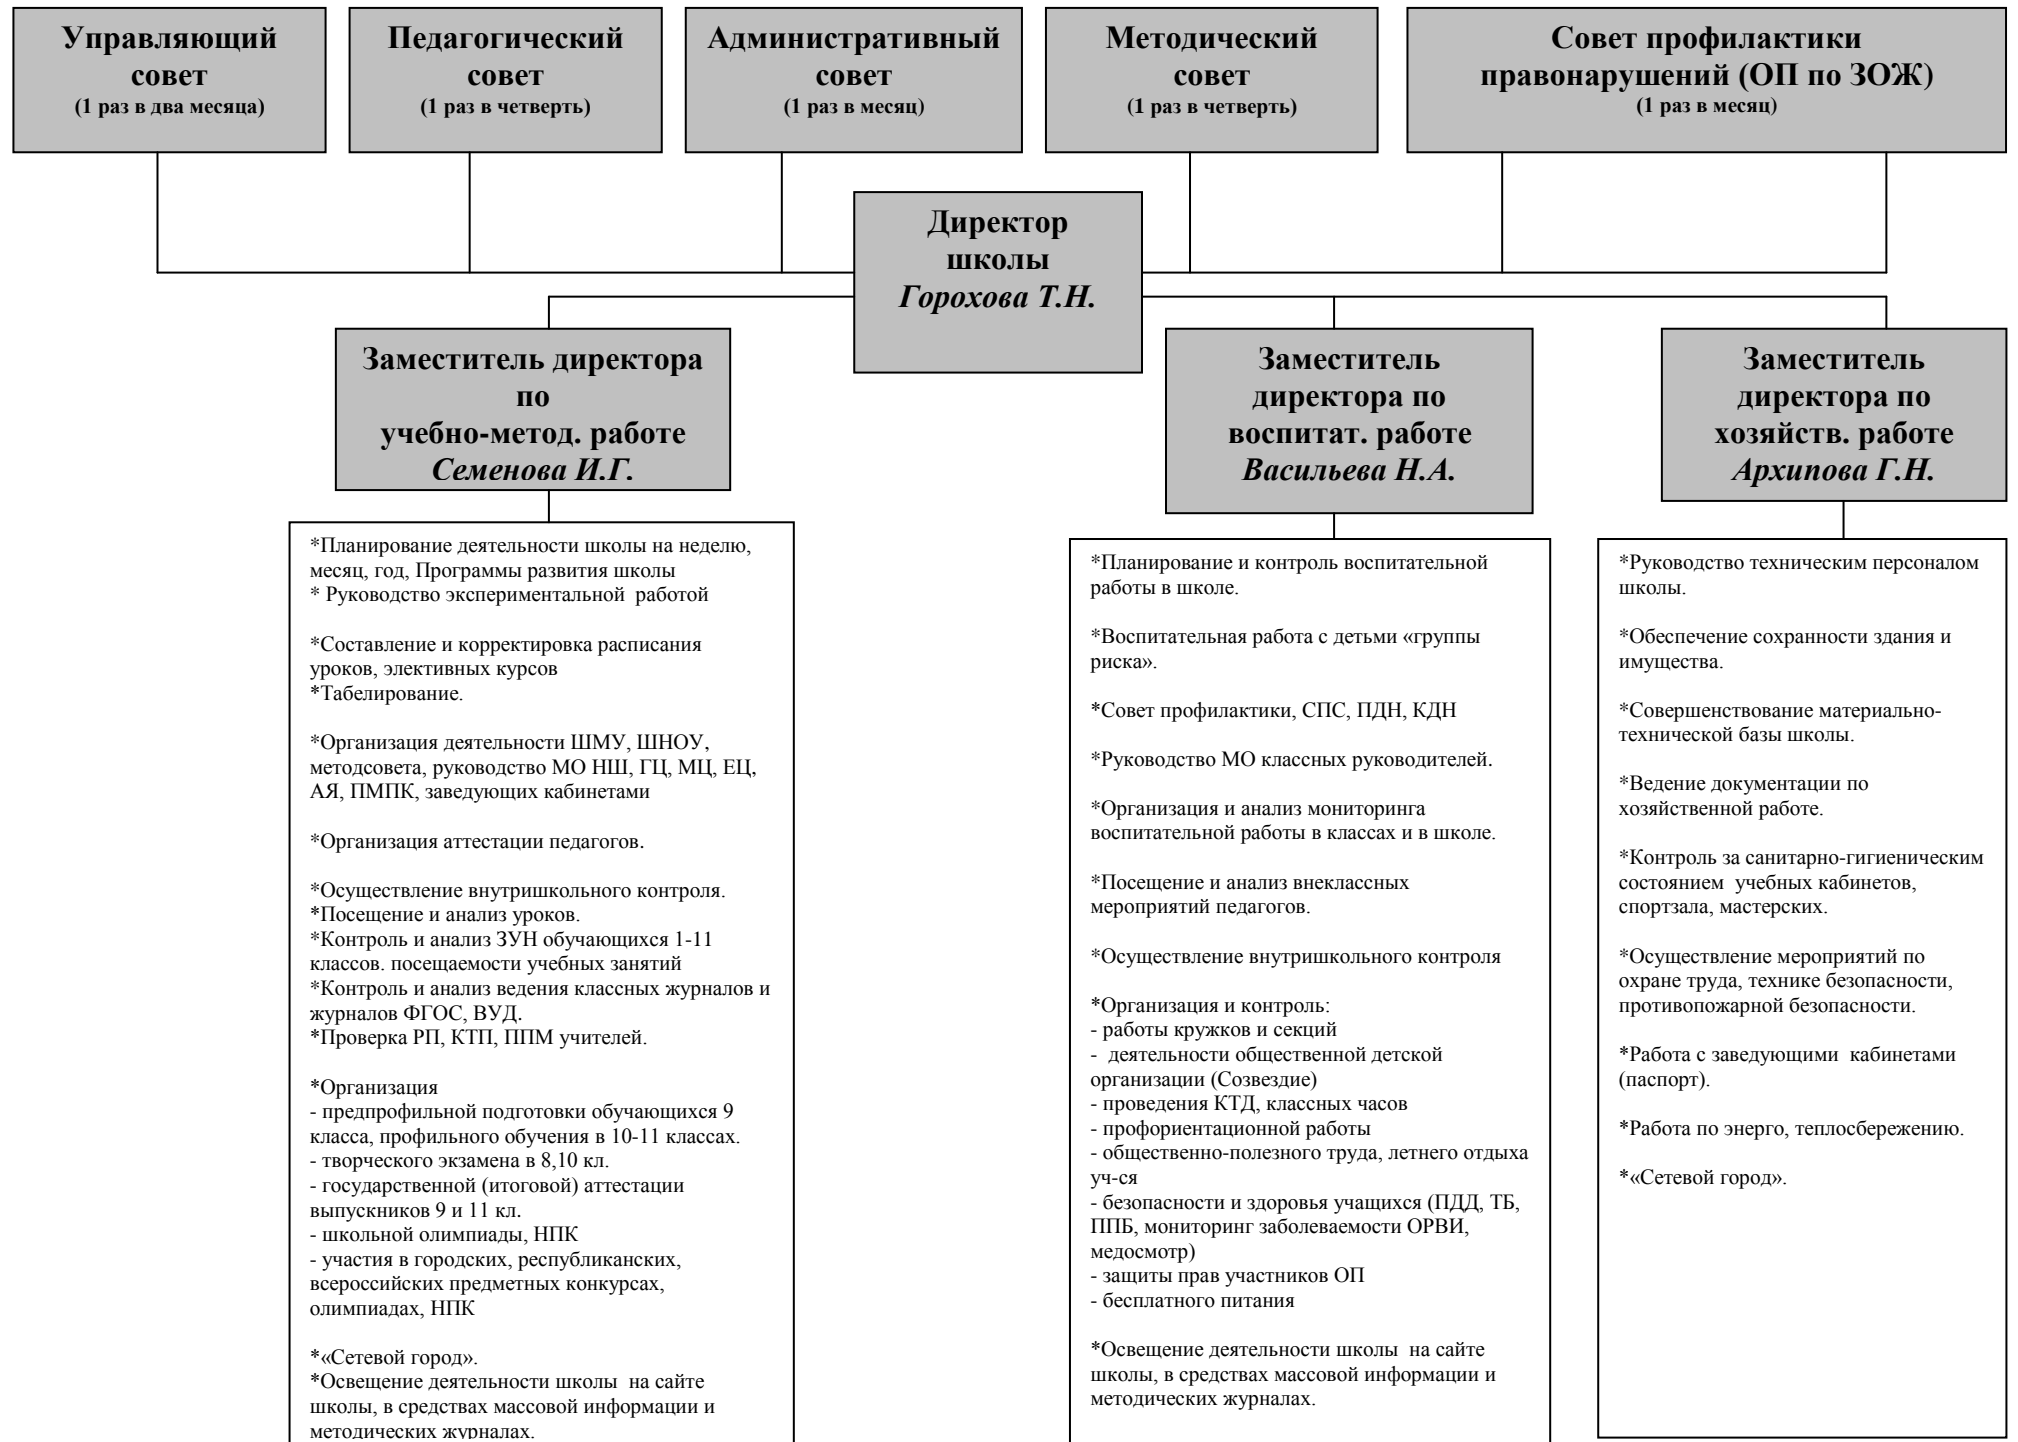 Управляющий
совет
(1 раз в два месяца)
Педагогический
совет
(1 раз в четверть)
Административный
совет
(1 раз в месяц)
Методический
совет
(1 раз в четверть)
Совет профилактики
правонарушений (ОП по ЗОЖ)
(1 раз в месяц)
Директор
школы
Горохова Т.Н.
Заместитель директора
по
учебно-метод. работе
Семенова И.Г.
Заместитель
директора по
воспитат. работе
Васильева Н.А.
Заместитель
директора по
хозяйств. работе
Архипова Г.Н.
*Планирование деятельности школы на неделю,
месяц, год, Программы развития школы
* Руководство экспериментальной  работой
*Составление и корректировка расписания
уроков, элективных курсов
*Табелирование.
*Организация деятельности ШМУ, ШНОУ,
методсовета, руководство МО НШ, ГЦ, МЦ, ЕЦ,
АЯ, ПМПК, заведующих кабинетами
*Организация аттестации педагогов.
*Осуществление внутришкольного контроля.
*Посещение и анализ уроков.
*Контроль и анализ ЗУН обучающихся 1-11
классов. посещаемости учебных занятий
*Контроль и анализ ведения классных журналов и
журналов ФГОС, ВУД.
*Проверка РП, КТП, ППМ учителей.
*Организация
- предпрофильной подготовки обучающихся 9
класса, профильного обучения в 10-11 классах.
- творческого экзамена в 8,10 кл.
- государственной (итоговой) аттестации
выпускников 9 и 11 кл.
- школьной олимпиады, НПК
- участия в городских, республиканских,
всероссийских предметных конкурсах,
олимпиадах, НПК
*«Сетевой город».
*Освещение деятельности школы  на сайте
школы, в средствах массовой информации и
методических журналах.
*Планирование и контроль воспитательной
работы в школе.
*Воспитательная работа с детьми «группы
риска».
*Совет профилактики, СПС, ПДН, КДН
*Руководство МО классных руководителей.
*Организация и анализ мониторинга
воспитательной работы в классах и в школе.
*Посещение и анализ внеклассных
мероприятий педагогов.
*Осуществление внутришкольного контроля
*Организация и контроль:
- работы кружков и секций
-  деятельности общественной детской
организации (Созвездие)
- проведения КТД, классных часов
- профориентационной работы
- общественно-полезного труда, летнего отдыха
уч-ся
- безопасности и здоровья учащихся (ПДД, ТБ,
ППБ, мониторинг заболеваемости ОРВИ,
медосмотр)
- защиты прав участников ОП
- бесплатного питания
*Освещение деятельности школы  на сайте
школы, в средствах массовой информации и
методических журналах.
*Руководство техническим персоналом
школы.
*Обеспечение сохранности здания и
имущества.
*Совершенствование материально-
технической базы школы.
*Ведение документации по
хозяйственной работе.
*Контроль за санитарно-гигиеническим
состоянием  учебных кабинетов,
спортзала, мастерских.
*Осуществление мероприятий по
охране труда, технике безопасности,
противопожарной безопасности.
*Работа с заведующими  кабинетами
(паспорт).
*Работа по энерго, теплосбережению.
*«Сетевой город».